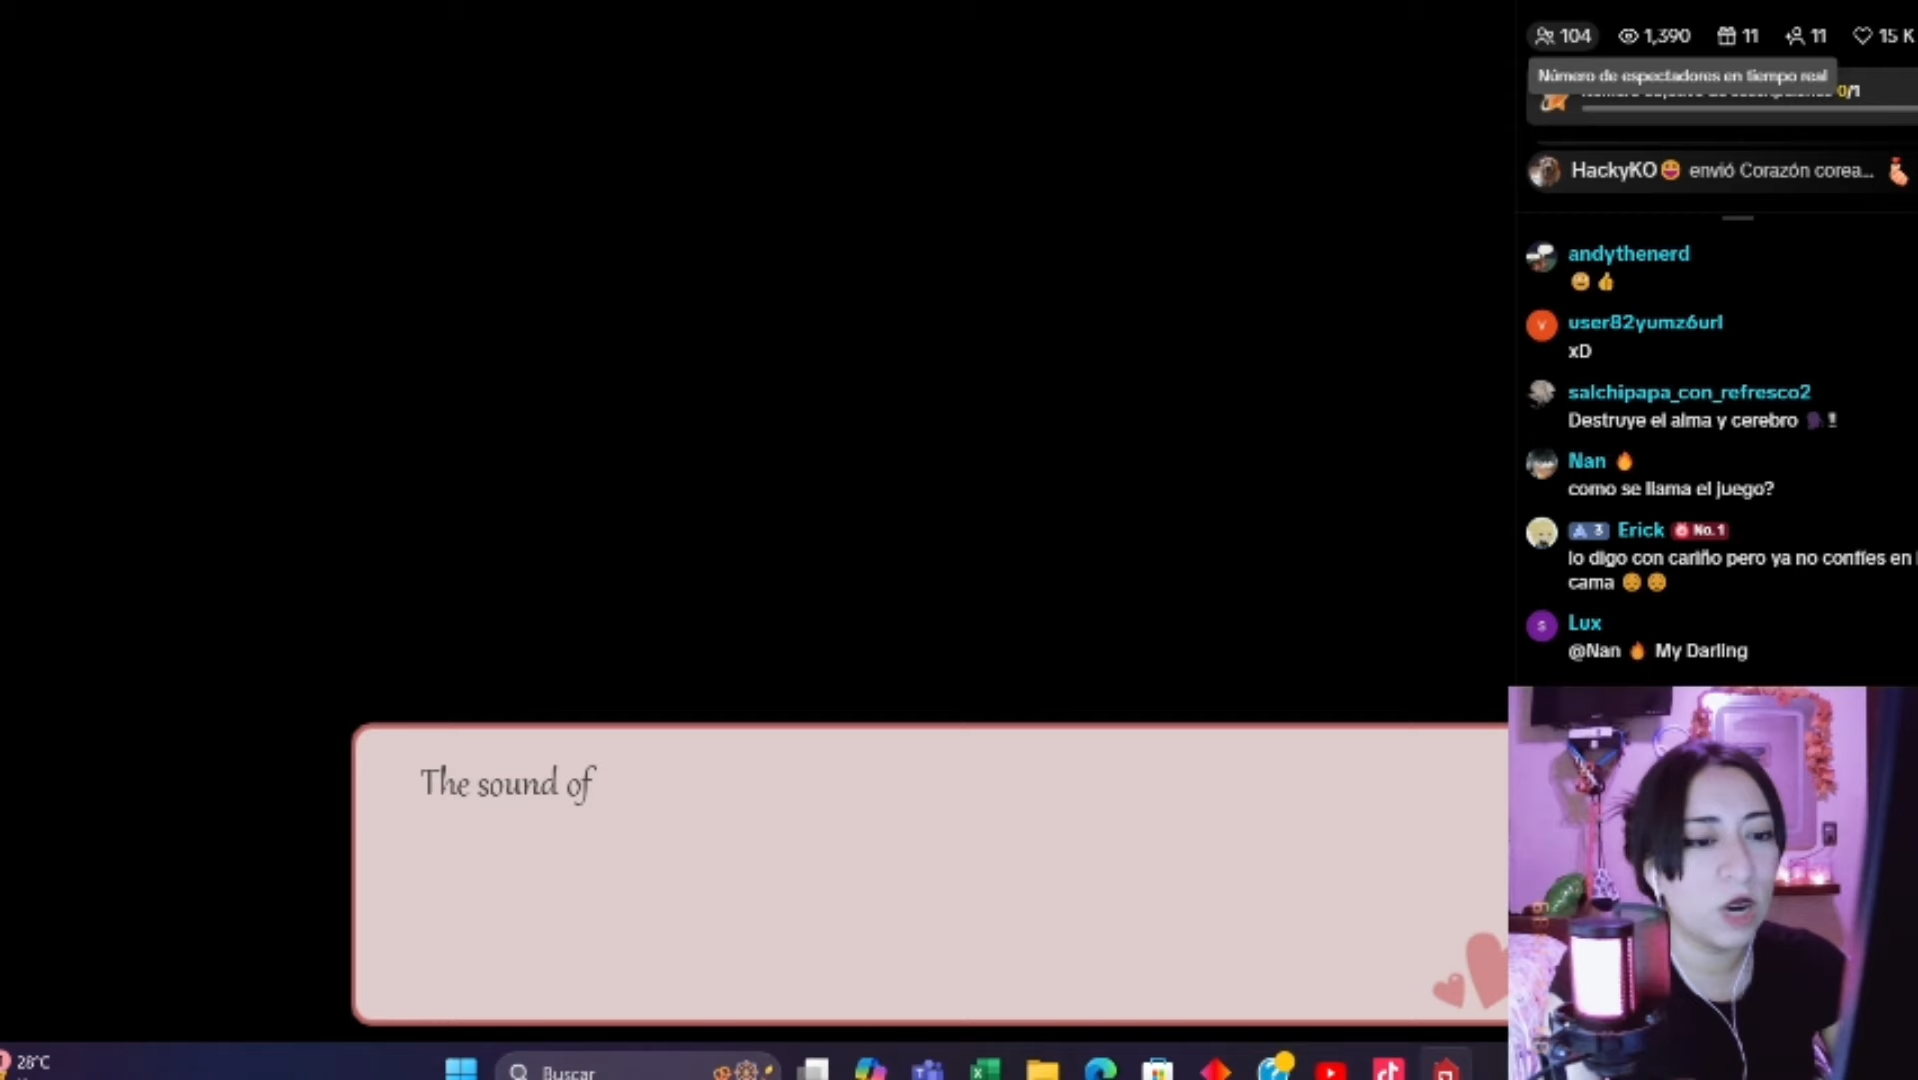 104 1,390 11 11 15 K
Número de espectadores en tiempo real
0/1
HackyKO envió Corazón corea...
andythenerd
user82yumz6url
xD
salchipapa_con_refresco2
Destruye el alma y cerebro !
Nan
como se llama el juego?
3 Erick No. 1
lo digo con cariño pero ya no confíes en
cama
Lux
@Nan My Darling
The sound of
28°C
Buscar